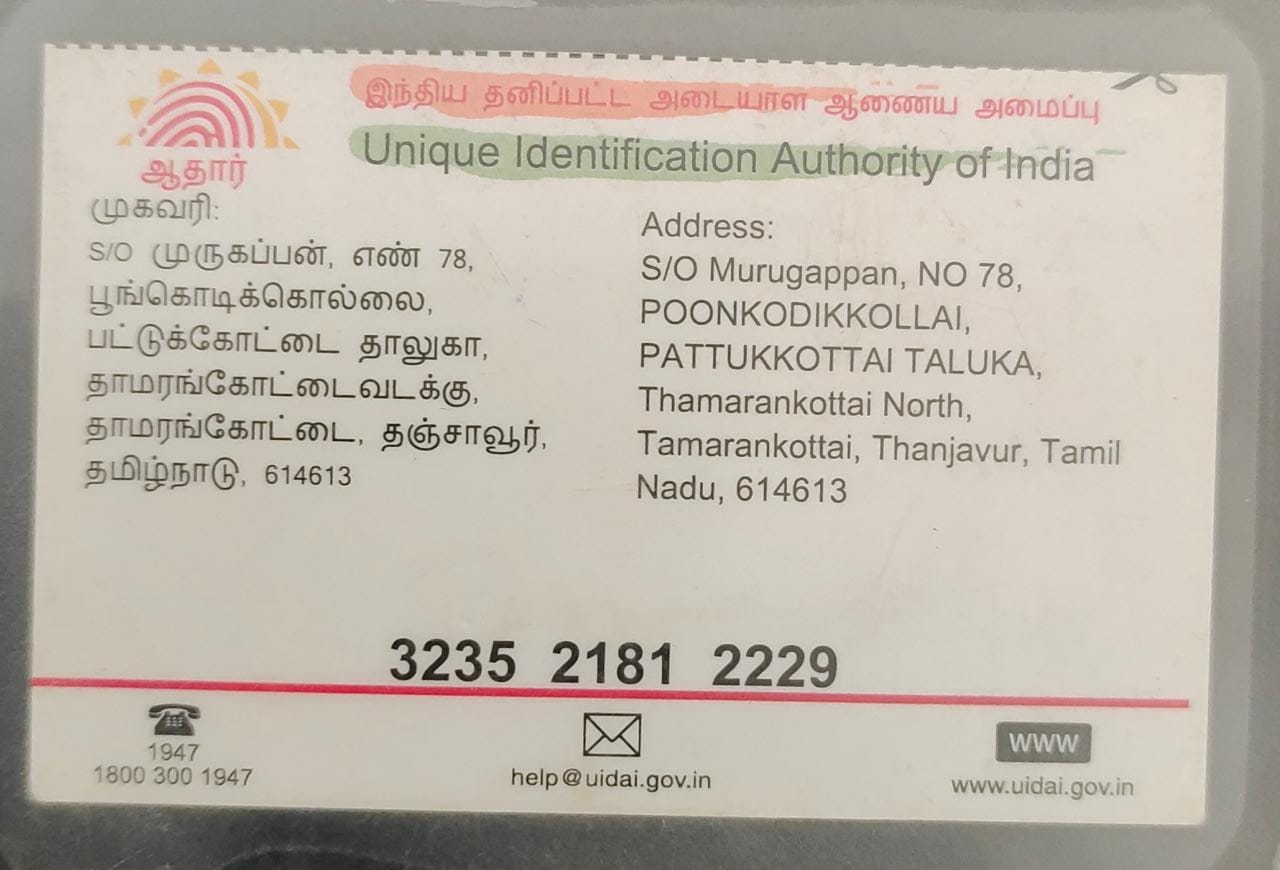 இந்திய தனிப்பட்ட அடையாள ஆணைய அமைப்பு
Unique Identification Authority of India
ஆதார்
முகவரி:
S/O முருகப்பன், எண் 78,
பூங்கொடிக்கொல்லை,
பட்டுக்கோட்டை தாலுகா,
தாமரங்கோட்டைவடக்கு,
தாமரங்கோட்டை, தஞ்சாவூர்,
தமிழ்நாடு, 614613
Address:
S/O Murugappan, NO 78,
POONKODIKKOLLAI,
PATTUKKOTTAI TALUKA,
Thamarankottai North,
Tamarankottai, Thanjavur, Tamil
Nadu, 614613
3235 2181 2229
1947
1800 300 1947
help@uidai.gov.in
www
www.uidai.gov.in